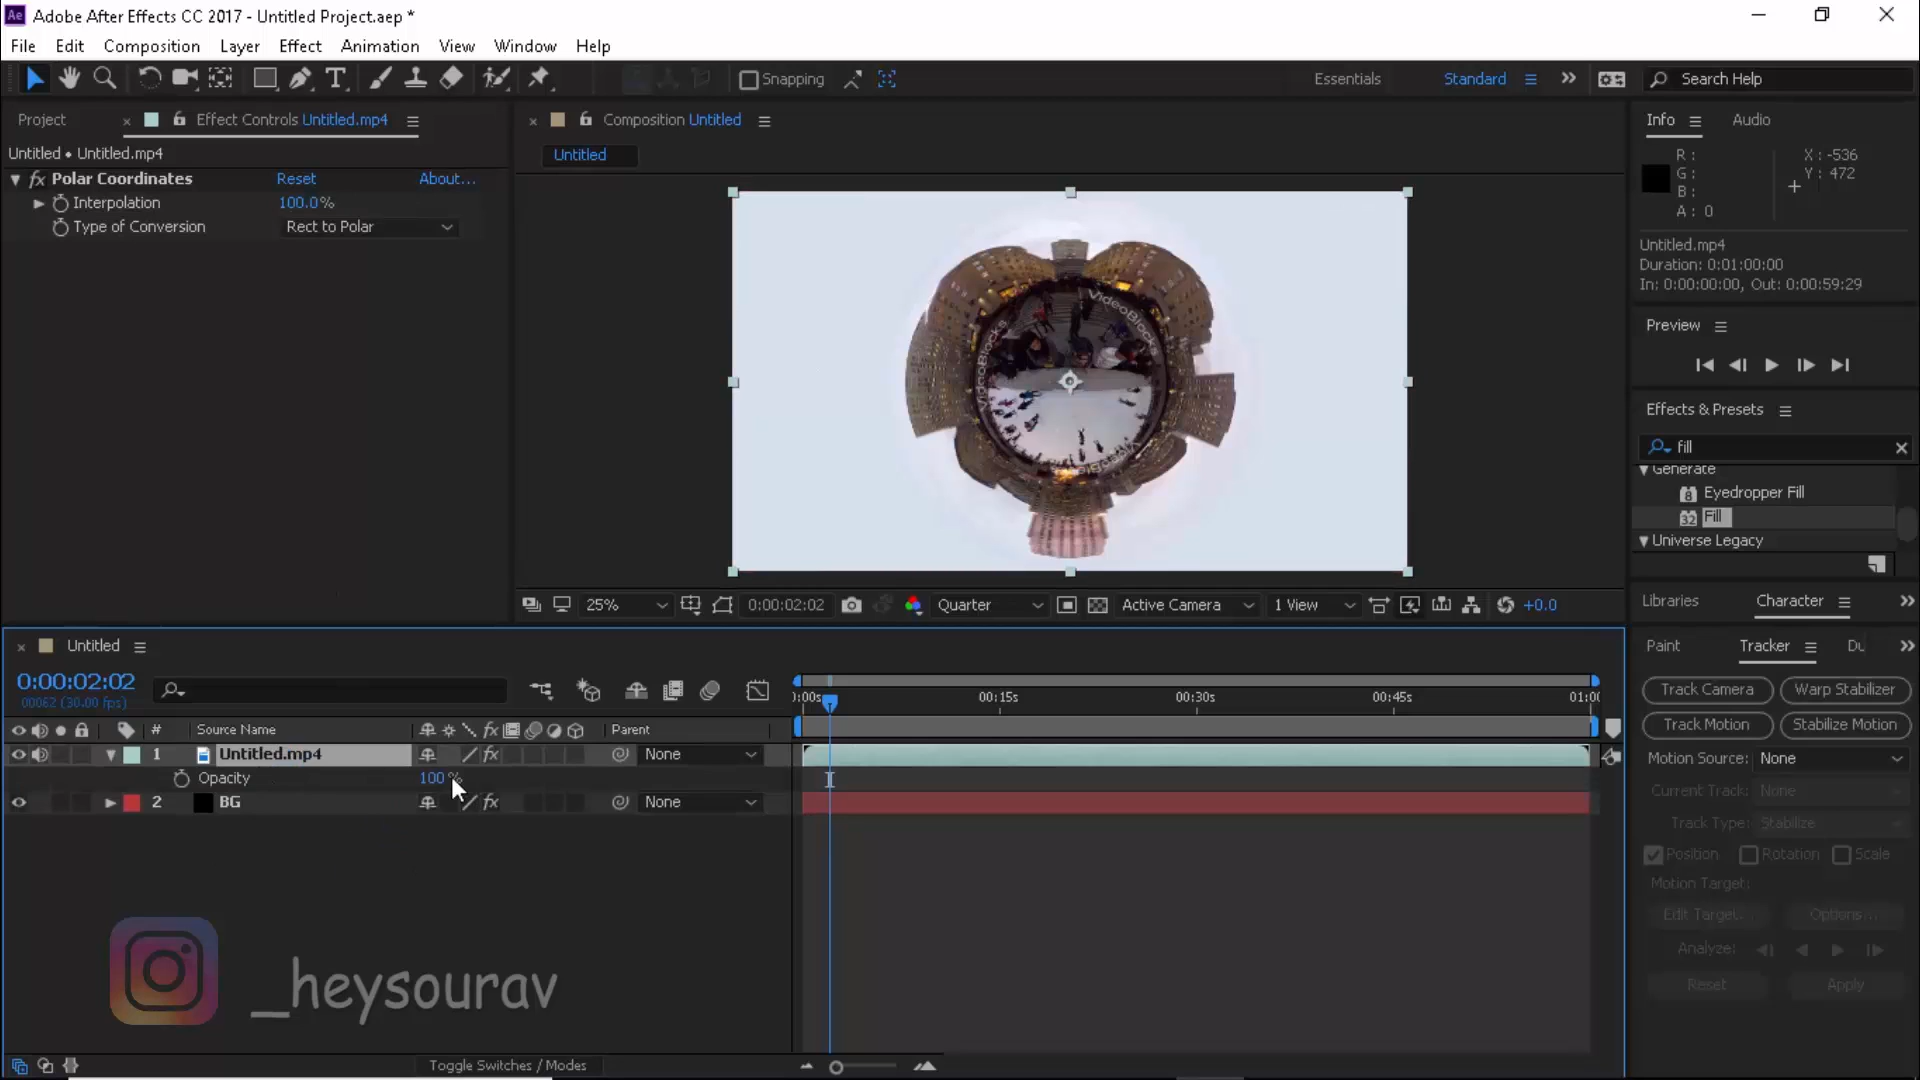 Adobe After Effects CC 2017 - Untitled Project.aep *
File Edit Composition Layer Effect Animation View Window Help
Snapping Essentials Standard Search Help
Project Effect Controls Untitled.mp4
Untitled • Untitled.mp4
fx Polar Coordinates Reset About...
Interpolation 100.0%
Type of Conversion Rect to Polar
Composition Untitled
Untitled
VideoBlocks
VideoBlocks
VideoBlocks
25% 0:00:02:02 Quarter Active Camera 1 View +0.0
Info Audio
R :
G :
B :
A : 0
X : -536
Y : 472
Untitled.mp4
Duration: 0:01:00:00
In: 0:00:00:00, Out: 0:00:59:29
Preview
Effects & Presets
fill
Generate
8 Eyedropper Fill
32 Fill
Universe Legacy
Libraries Character
Paint Tracker Du
Track Camera Warp Stabilizer
Track Motion Stabilize Motion
Motion Source: None
Current Track: None
Track Type: Stabilize
Position Rotation Scale
Motion Target:
Edit Target... Options...
Analyze:
Reset Apply
Untitled
0:00:02:02
00062 (30.00 fps)
):00s 00:15s 00:30s 00:45s 01:00
# Source Name fx Parent
1 Untitled.mp4 fx None
Opacity 100 %
2 BG fx None
_heysourav
Toggle Switches / Modes